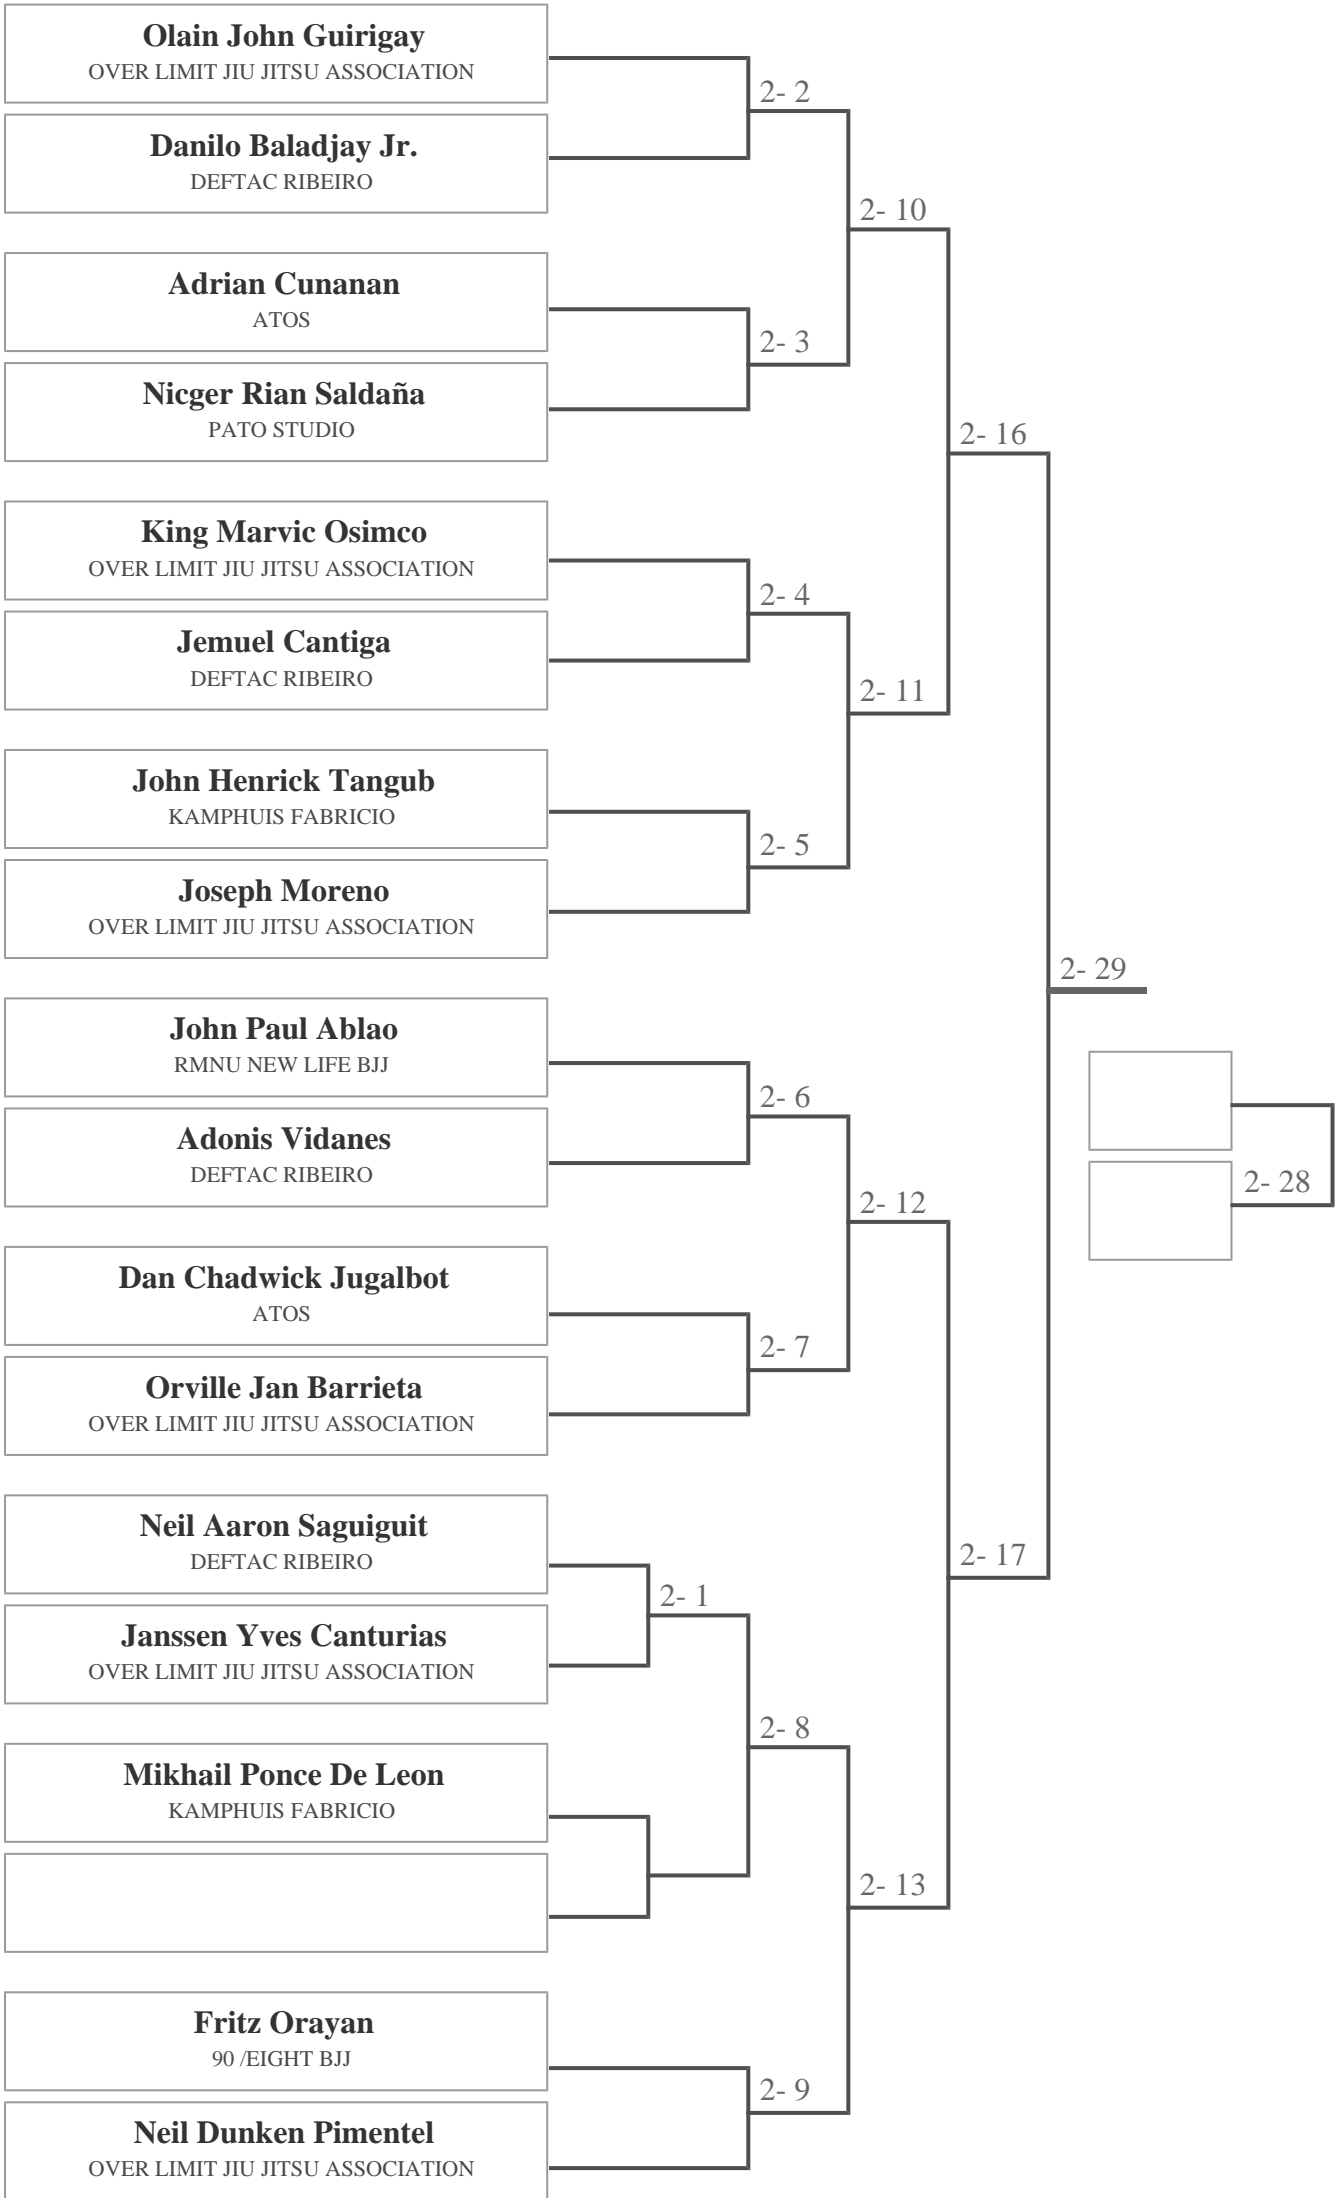 Olain John Guirigay
OVER LIMIT JIU JITSU ASSOCIATION
2- 2
Danilo Baladjay Jr.
DEFTAC RIBEIRO
2- 10
Adrian Cunanan
ATOS
2- 3
Nicger Rian Saldaña
PATO STUDIO
2- 16
King Marvic Osimco
OVER LIMIT JIU JITSU ASSOCIATION
2- 4
Jemuel Cantiga
DEFTAC RIBEIRO
2- 11
John Henrick Tangub
KAMPHUIS FABRICIO
2- 5
Joseph Moreno
OVER LIMIT JIU JITSU ASSOCIATION
2- 29
John Paul Ablao
RMNU NEW LIFE BJJ
2- 6
Adonis Vidanes
DEFTAC RIBEIRO
2- 28
2- 12
Dan Chadwick Jugalbot
ATOS
2- 7
Orville Jan Barrieta
OVER LIMIT JIU JITSU ASSOCIATION
Neil Aaron Saguiguit
DEFTAC RIBEIRO
2- 17
2- 1
Janssen Yves Canturias
OVER LIMIT JIU JITSU ASSOCIATION
2- 8
Mikhail Ponce De Leon
KAMPHUIS FABRICIO
2- 13
Fritz Orayan
90 /EIGHT BJJ
2- 9
Neil Dunken Pimentel
OVER LIMIT JIU JITSU ASSOCIATION